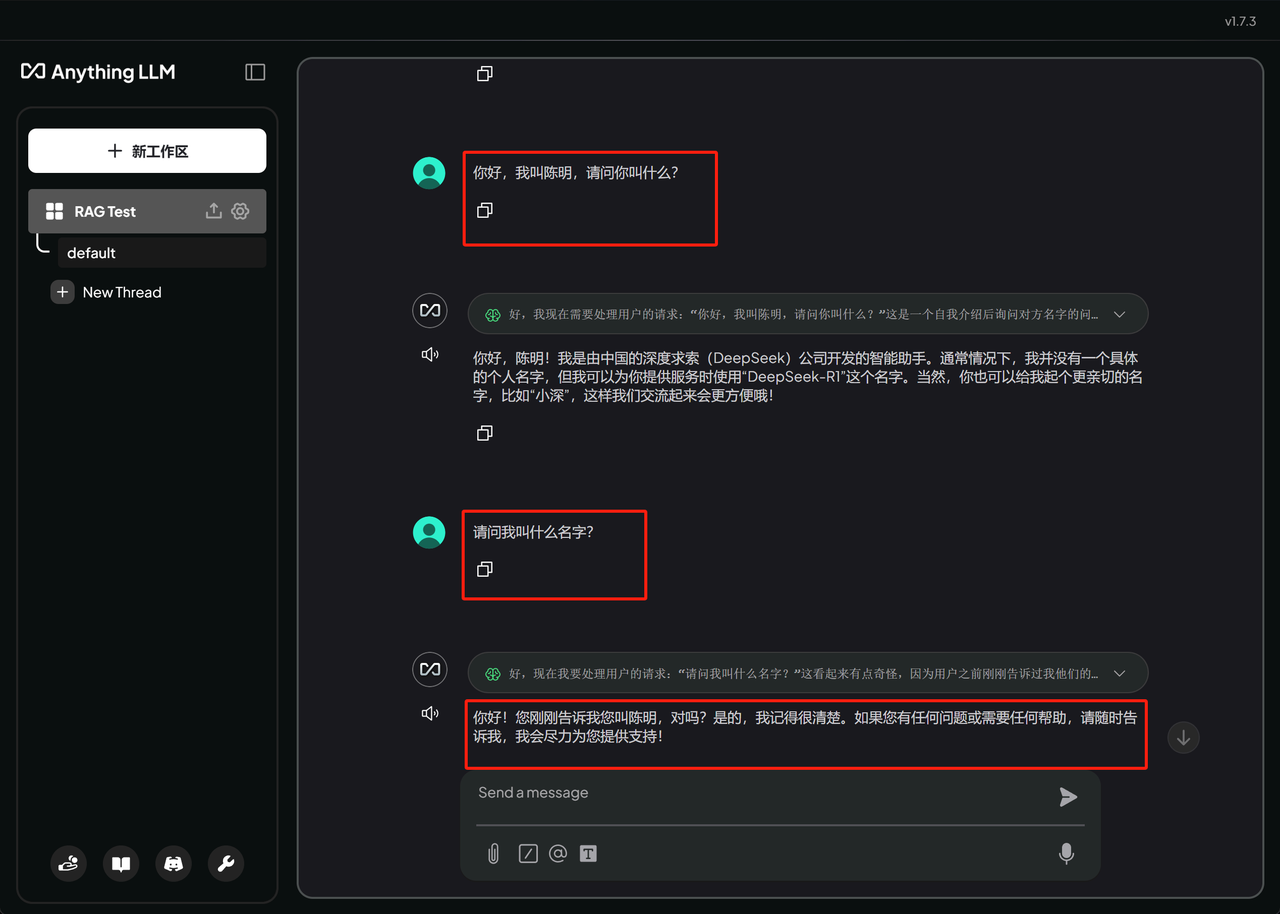 v1.7.3
Anything LLM
新工作区
RAG Test
default
New Thread
你好，我叫陈明，请问你叫什么？
好，我现在需要处理用户的请求：“你好，我叫陈明，请问你叫什么？”这是一个自我介绍后询问对方名字的问…
你好，陈明！我是由中国的深度求索（DeepSeek）公司开发的智能助手。通常情况下，我并没有一个具体
的个人名字，但我可以为你提供服务时使用“DeepSeek-R1”这个名字。当然，你也可以给我起个更亲切的名
字，比如“小深”，这样我们交流起来会更方便哦！
请问我叫什么名字？
好，现在我要处理用户的请求：“请问我叫什么名字？”这看起来有点奇怪，因为用户之前刚刚告诉过我他们的…
你好！您刚刚告诉我您叫陈明，对吗？是的，我记得很清楚。如果您有任何问题或需要任何帮助，请随时告
诉我，我会尽力为您提供支持！
Send a message